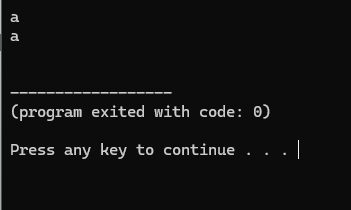 a
a
------------------
(program exited with code: 0)
Press any key to continue . . .